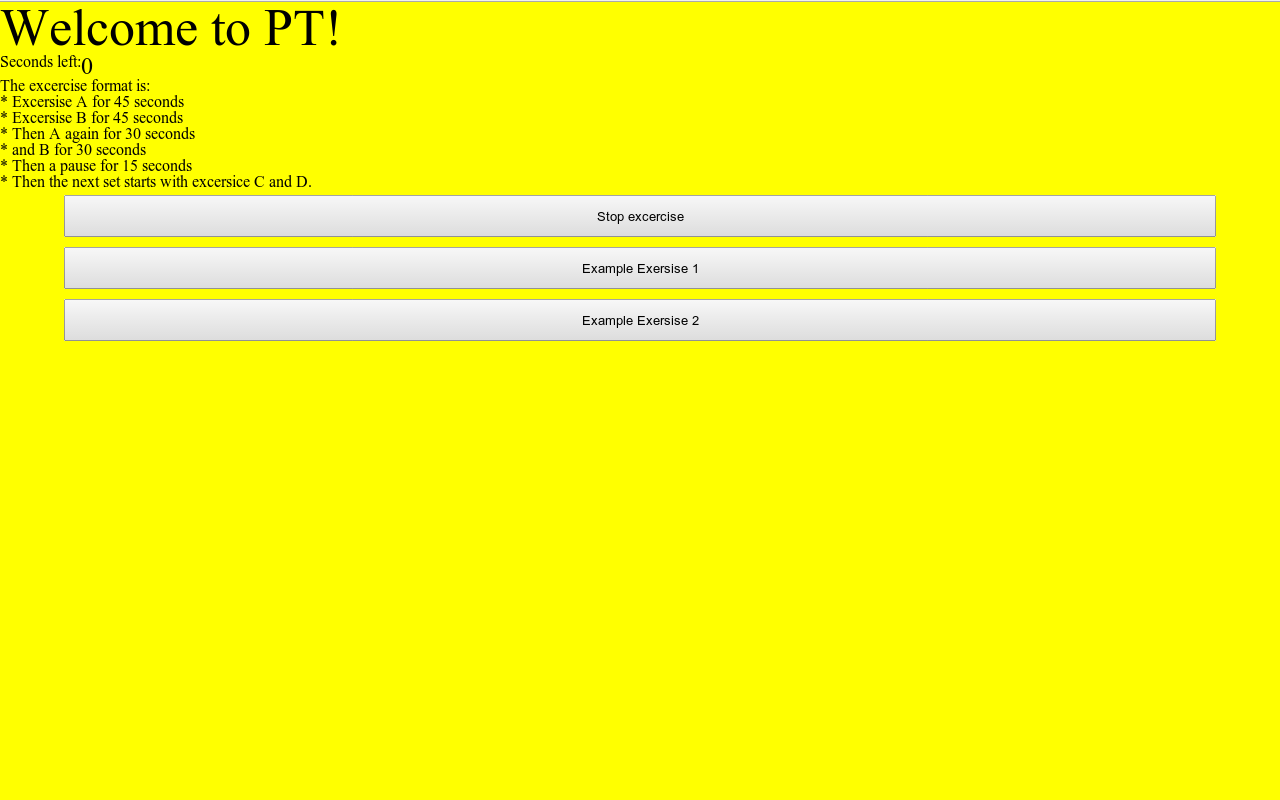 Welcome to PT!
Seconds left:0
The excercise format is:
* Excersise A for 45 seconds
* Excersise B for 45 seconds
* Then A again for 30 seconds
* and B for 30 seconds
* Then a pause for 15 seconds
* Then the next set starts with excersice C and D.
Stop excercise
Example Exersise 1
Example Exersise 2